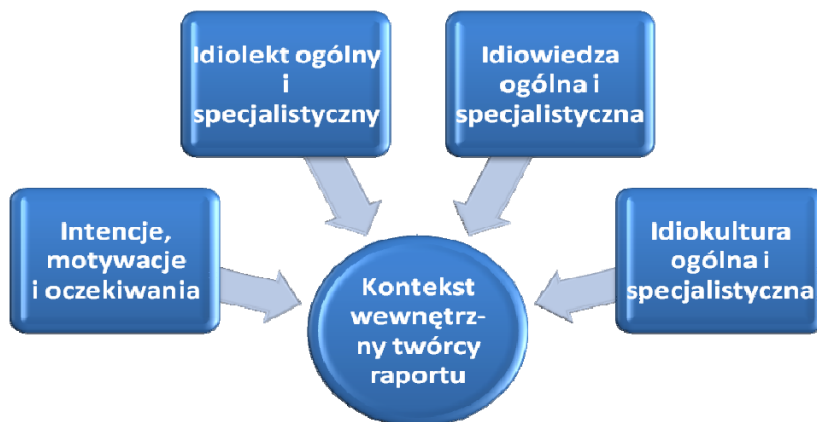 Idiolekt ogólny
i
specjalistyczny
Idiowiedza
ogólna i
specjalistyczna
Intencje,
motywacje
i oczekiwania
Idiokultura
ogólna i
specjalistyczna
Kontekst
wewnętrz-
ny twórcy
raportu